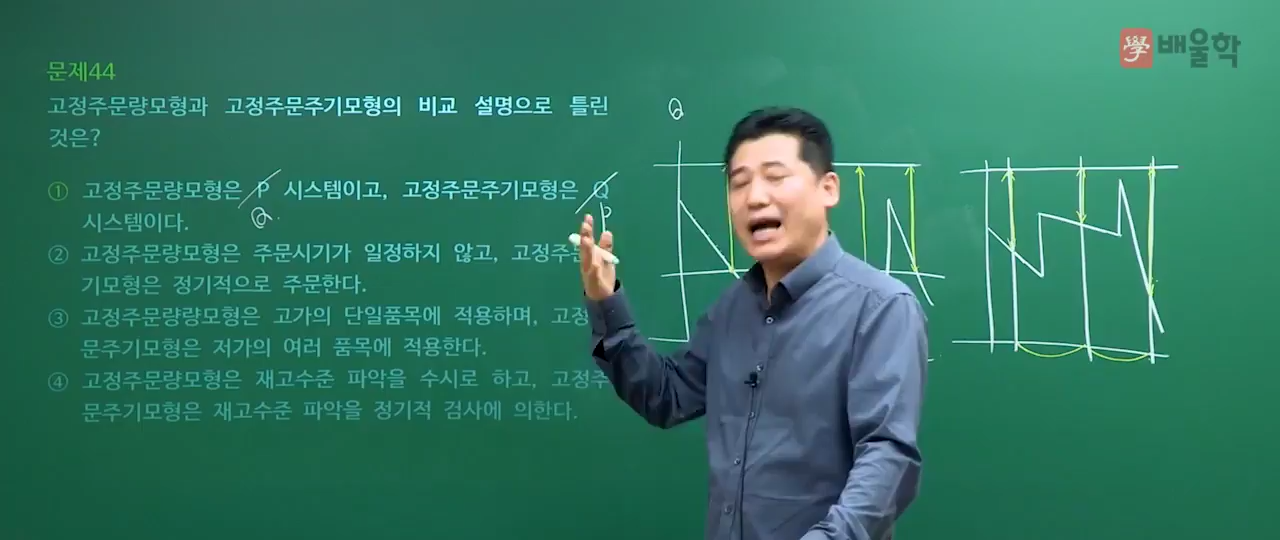 學 배울학
문제44
고정주문량모형과 고정주문주기모형의 비교 설명으로 틀린
것은?
① 고정주문량모형은 P 시스템이고, 고정주문주기모형은 Q
Q P
시스템이다.
② 고정주문량모형은 주문시기가 일정하지 않고, 고정주
기모형은 정기적으로 주문한다.
③ 고정주문량량모형은 고가의 단일품목에 적용하며, 고정
문주기모형은 저가의 여러 품목에 적용한다.
④ 고정주문량모형은 재고수준 파악을 수시로 하고, 고정주
문주기모형은 재고수준 파악을 정기적 검사에 의한다.
Q